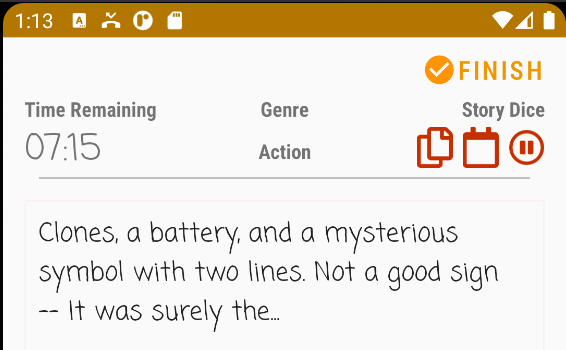 1:13
FINISH
Time Remaining Genre Story Dice
07:15 Action
Clones, a battery, and a mysterious
symbol with two lines. Not a good sign
-- It was surely the...